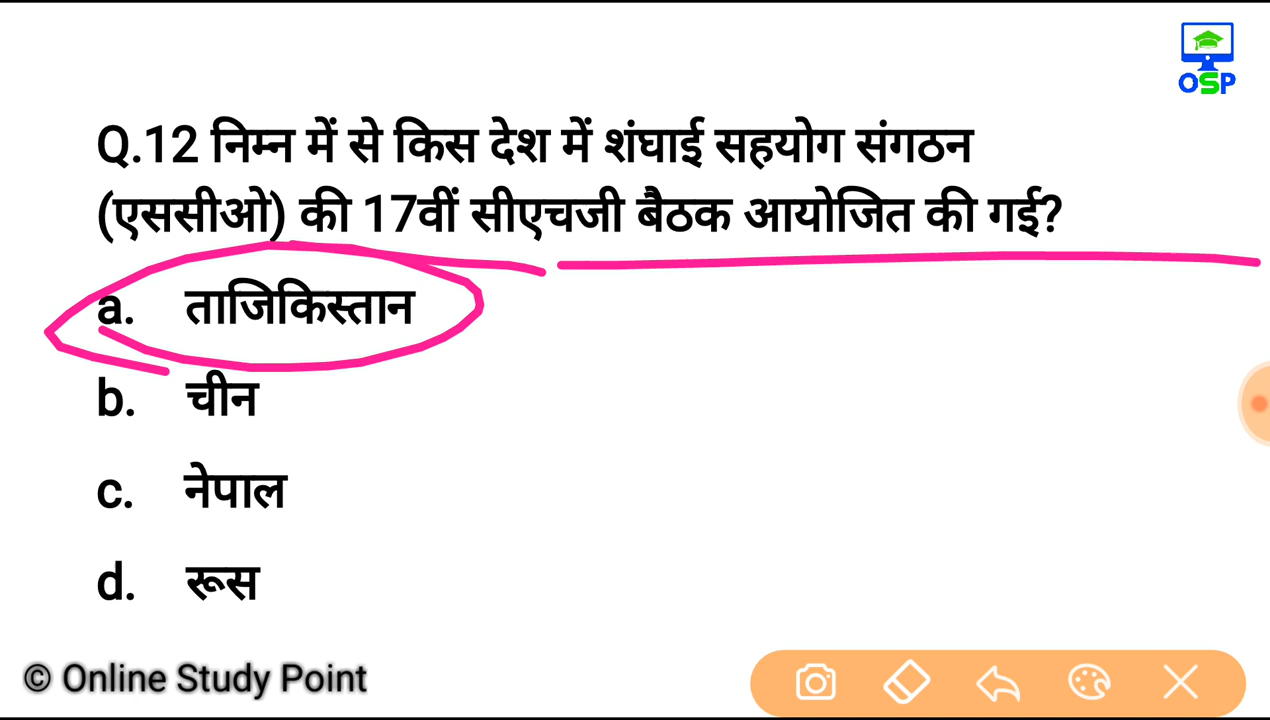 OSP
Q.12 निम्न में से किस देश में शंघाई सहयोग संगठन
(एससीओ) की 17वीं सीएचजी बैठक आयोजित की गई?
a. ताजिकिस्तान
b. चीन
c. नेपाल
d. रूस
© Online Study Point